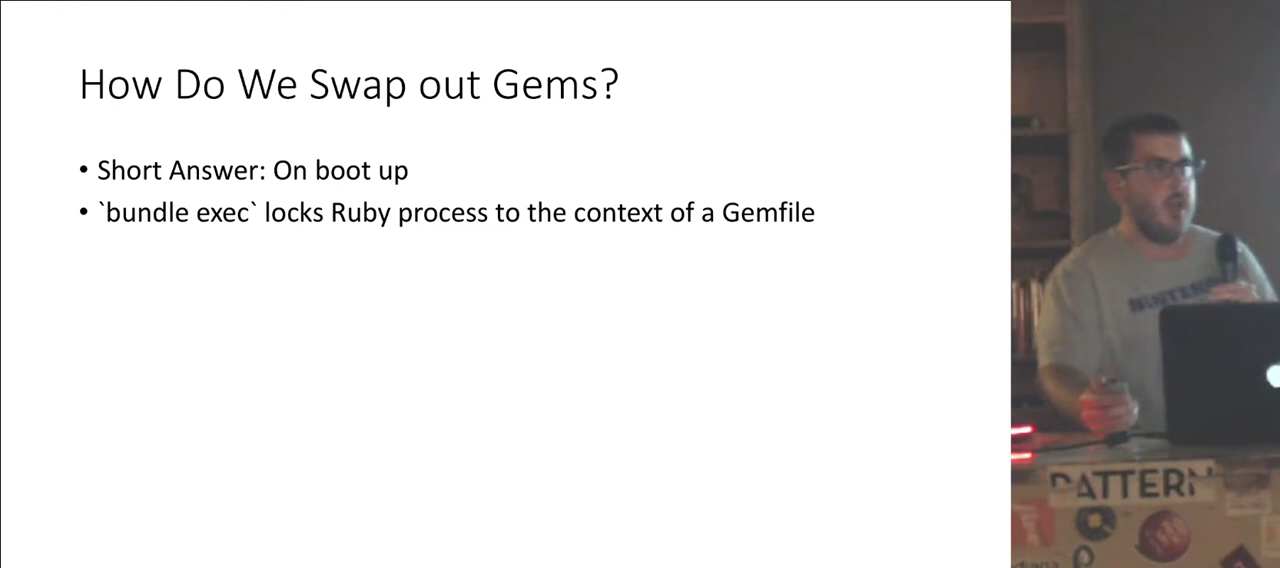 How Do We Swap out Gems?
• Short Answer: On boot up
• `bundle exec` locks Ruby process to the context of a Gemfile
PATTERN